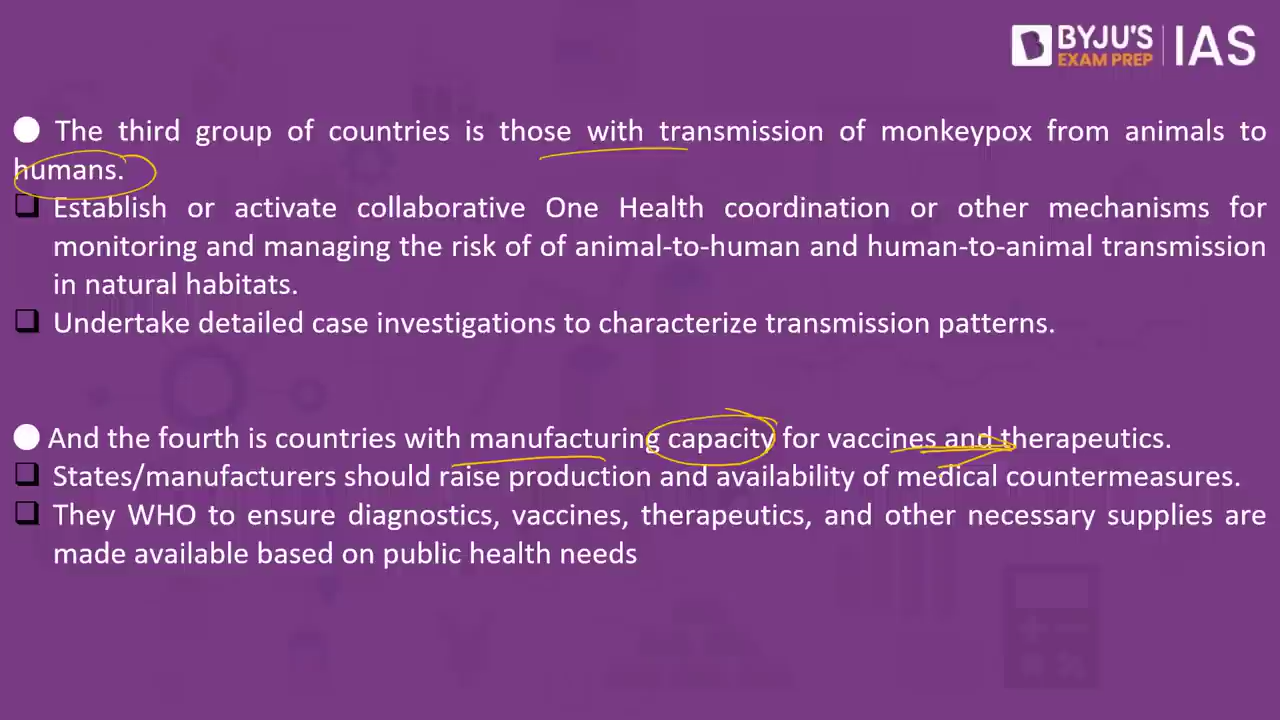 BYJU'S
EXAM PREP
IAS
The third group of countries is those with transmission of monkeypox from animals to
humans.
Establish or activate collaborative One Health coordination or other mechanisms for
monitoring and managing the risk of of animal-to-human and human-to-animal transmission
in natural habitats.
Undertake detailed case investigations to characterize transmission patterns.
And the fourth is countries with manufacturing capacity for vaccines and therapeutics.
States/manufacturers should raise production and availability of medical countermeasures.
They WHO to ensure diagnostics, vaccines, therapeutics, and other necessary supplies are
made available based on public health needs